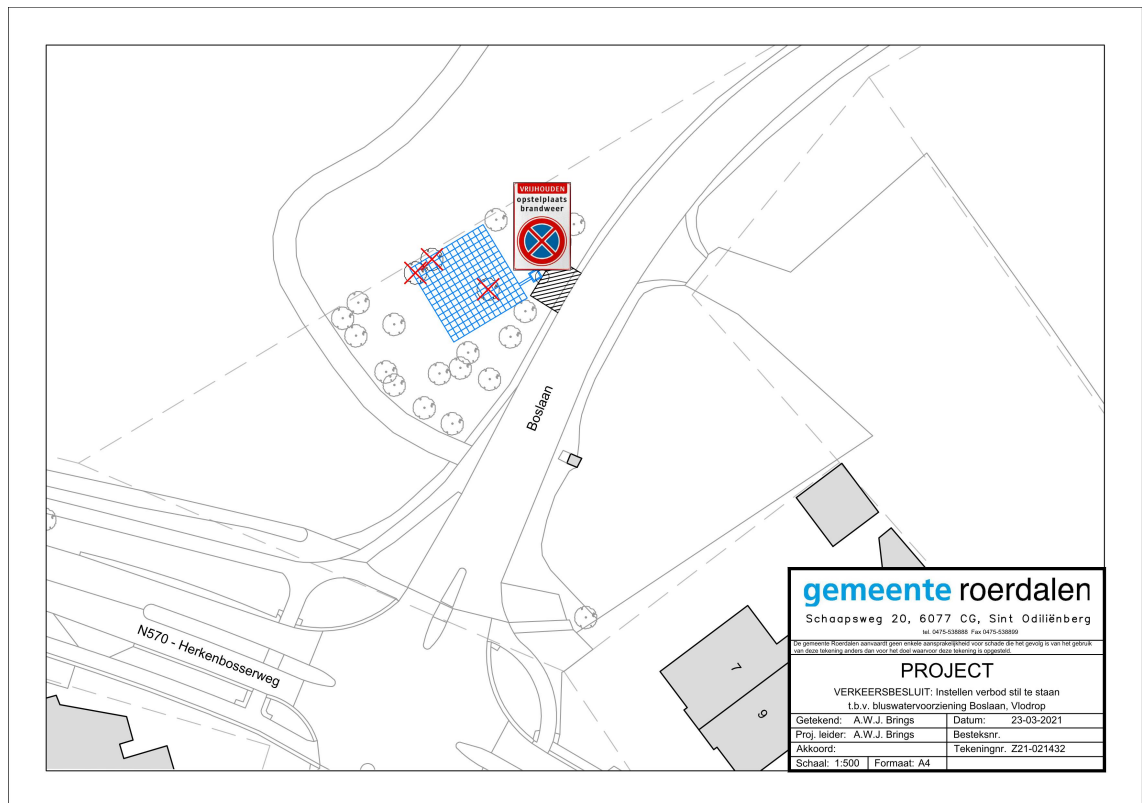 VRIJHOUDEN
opstelplaats
brandweer
Boslaan
N570 - Herkenbosserweg
7
9
gemeente roerdalen
Schaapsweg 20, 6077 CG, Sint Odiliënberg
tel. 0475-538888 Fax 0475-538899
De gemeente Roerdalen aanvaardt geen enkele aansprakelijkheid voor schade die het gevolg is van het gebruik
van deze tekening anders dan voor het doel waarvoor deze tekening is opgesteld.
PROJECT
VERKEERSBESLUIT: Instellen verbod stil te staan
t.b.v. bluswatervoorziening Boslaan, Vlodrop
Getekend: A.W.J. Brings Datum: 23-03-2021
Proj. leider: A.W.J. Brings Besteksnr.
Akkoord: Tekeningnr. Z21-021432
Schaal: 1:500 Formaat: A4